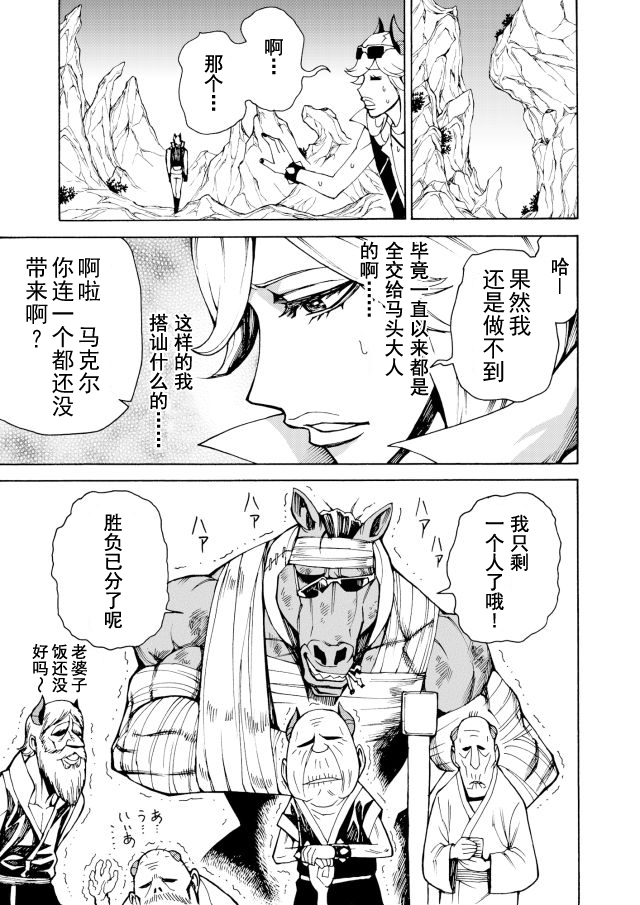 啊…
那个……
哈—
果然我
还是做不到
毕竟一直以来都是
全交给马头大人
的啊……
这样的我
搭讪什么的……
啊啦 马克尔
你连一个都还没
带来啊?
我只剩
一个人了哦!
ハァ
ハァ
ハァ
ハァ
胜负已分了呢
老婆子
饭还没
好吗~
あ…
う…
いいあ